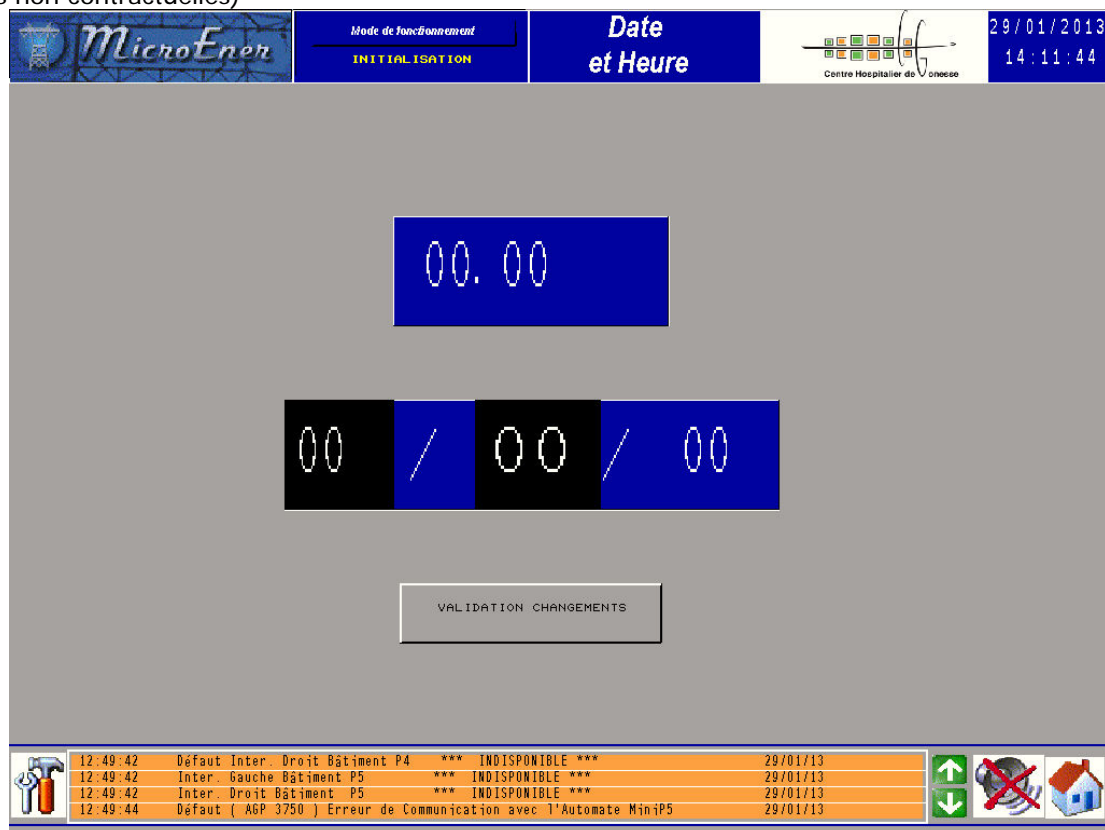 s non contractuelles)
MicroEner
Mode de fonctionnement
INITIALISATION
Date
et Heure
Centre Hospitalier de Gonesse
29/01/2013
14:11:44
00.00
00 / 00 / 00
VALIDATION CHANGEMENTS
12:49:42 Défaut Inter. Droit Bâtiment P4 *** INDISPONIBLE *** 29/01/13
12:49:42 Inter. Gauche Bâtiment P5 *** INDISPONIBLE *** 29/01/13
12:49:42 Inter. Droit Bâtiment P5 *** INDISPONIBLE *** 29/01/13
12:49:44 Défaut ( AGP 3750 ) Erreur de Communication avec l'Automate MiniP5 29/01/13